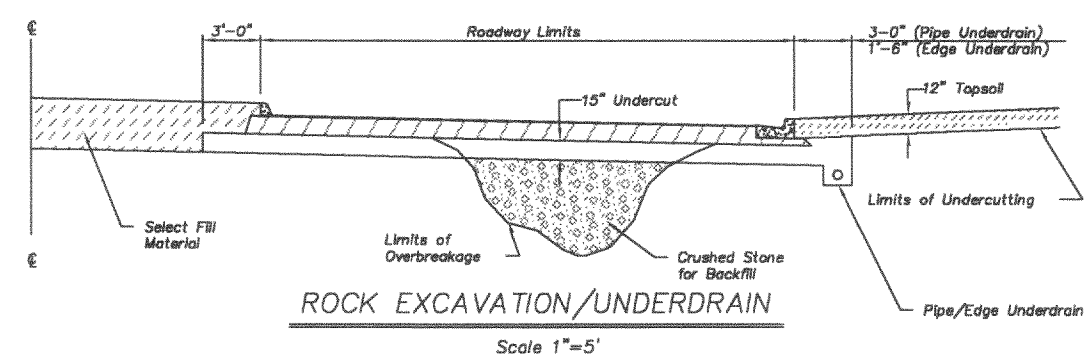 ℄
3'-0"
Roadway Limits
3-0" (Pipe Underdrain)
1'-6" (Edge Underdrain)
15" Undercut
12" Topsoil
Select Fill
Material
Limits of
Overbreakage
Crushed Stone
for Backfill
Limits of Undercutting
℄
ROCK EXCAVATION/UNDERDRAIN
Pipe/Edge Underdrain
Scale 1"=5'